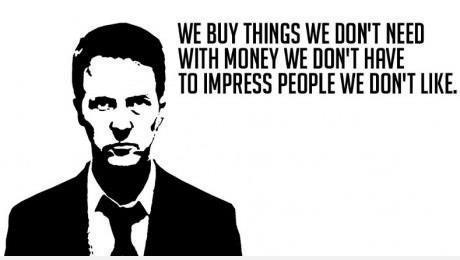 WE BUY THINGS WE DON'T NEED
WITH MONEY WE DON'T HAVE
TO IMPRESS PEOPLE WE DON'T LIKE.